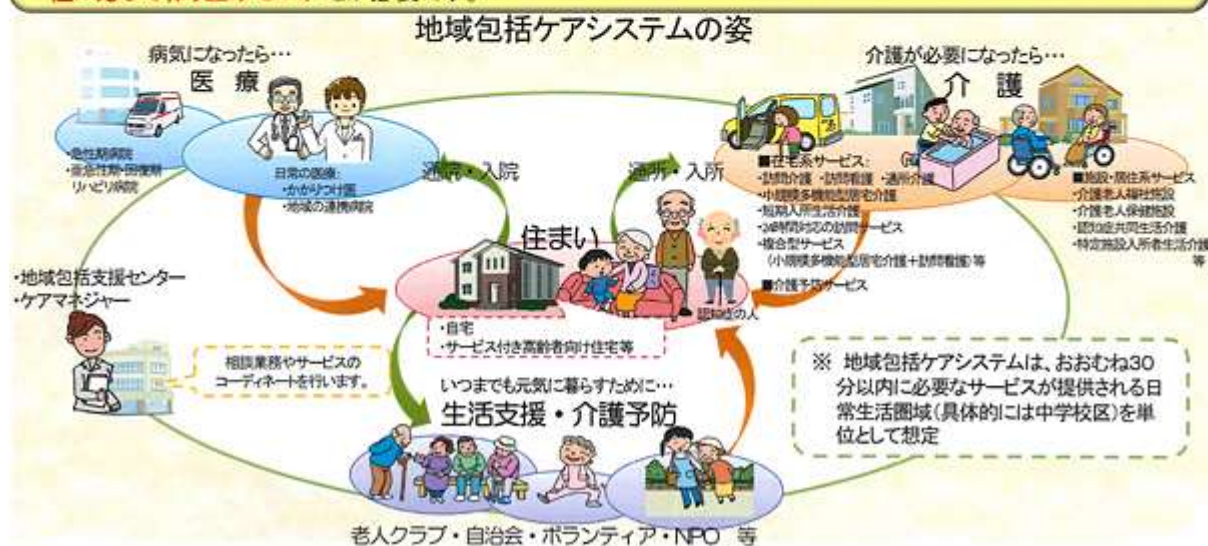 地域包括ケアシステムの姿
病気になったら…
医 療
介護が必要になったら…
介 護
・急性期病院
・亜急性期・回復期
リハビリ病院
日常の医療:
・かかりつけ医
・地域の連携病院
通院・入院
通所・入所
■在宅系サービス:
・訪問介護 ・訪問看護 ・通所介護
・小規模多機能型居宅介護
・短期入所生活介護
・24時間対応の訪問サービス
・複合型サービス
(小規模多機能型居宅介護+訪問看護)等
■介護予防サービス
■施設・居住系サービス
・介護老人福祉施設
・介護老人保健施設
・認知症共同生活介護
・特定施設入所者生活介護
等
住まい
認知症の人
・自宅
・サービス付き高齢者向け住宅等
・地域包括支援センター
・ケアマネジャー
相談業務やサービスの
コーディネートを行います。
いつまでも元気に暮らすために…
生活支援・介護予防
※ 地域包括ケアシステムは、おおむね30
分以内に必要なサービスが提供される日
常生活圏域(具体的には中学校区)を単
位として想定
老人クラブ・自治会・ボランティア・NPO 等